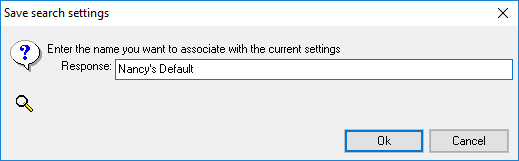 Save search settings
Enter the name you want to associate with the current settings
Response: Nancy's Default
Ok Cancel